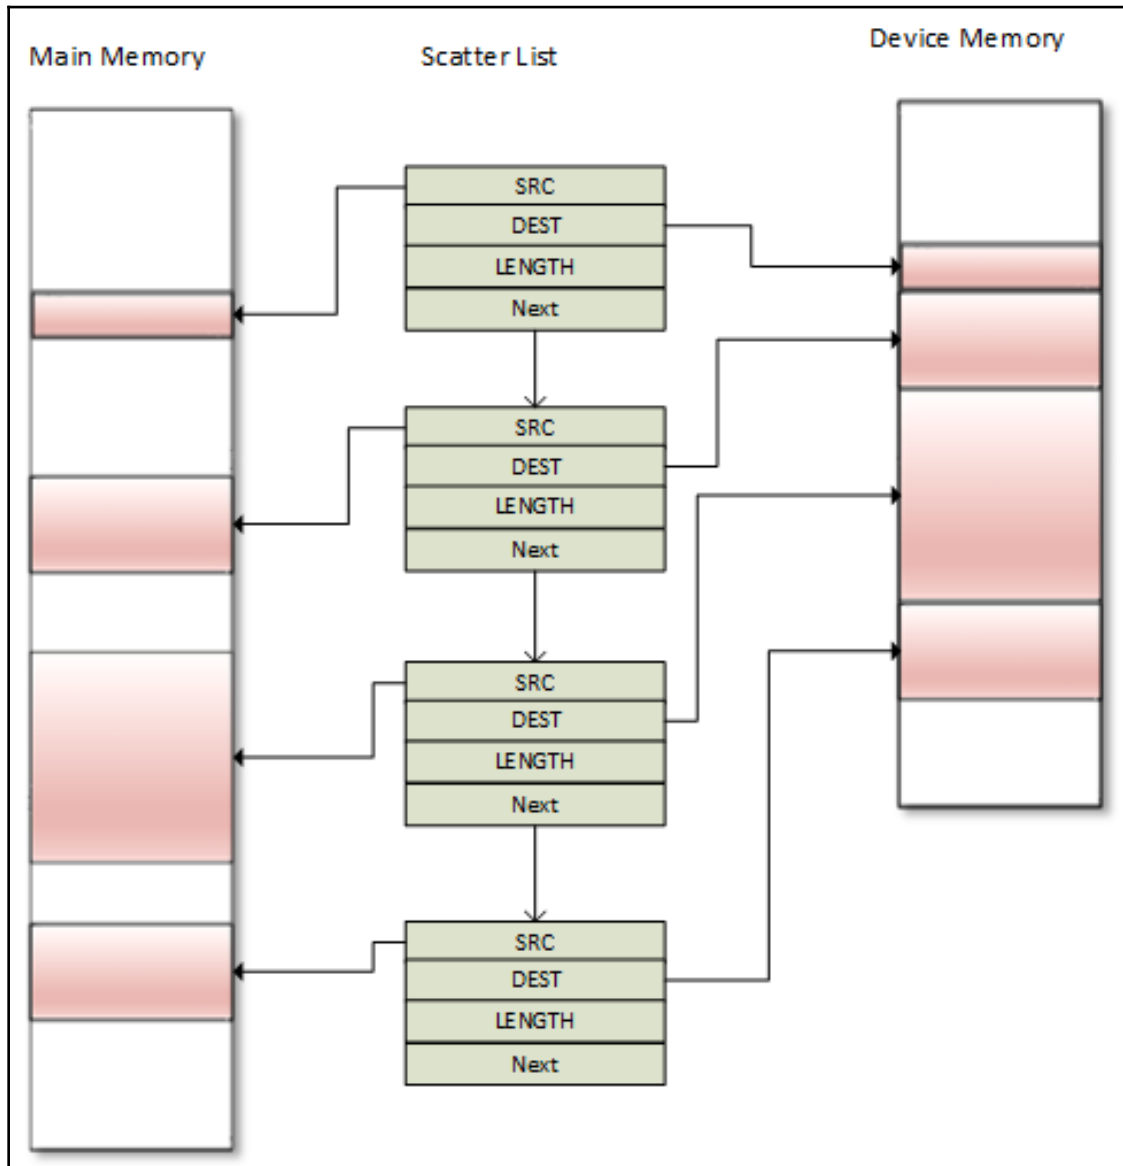 Main Memory
Scatter List
Device Memory
SRC
DEST
LENGTH
Next
SRC
DEST
LENGTH
Next
SRC
DEST
LENGTH
Next
SRC
DEST
LENGTH
Next